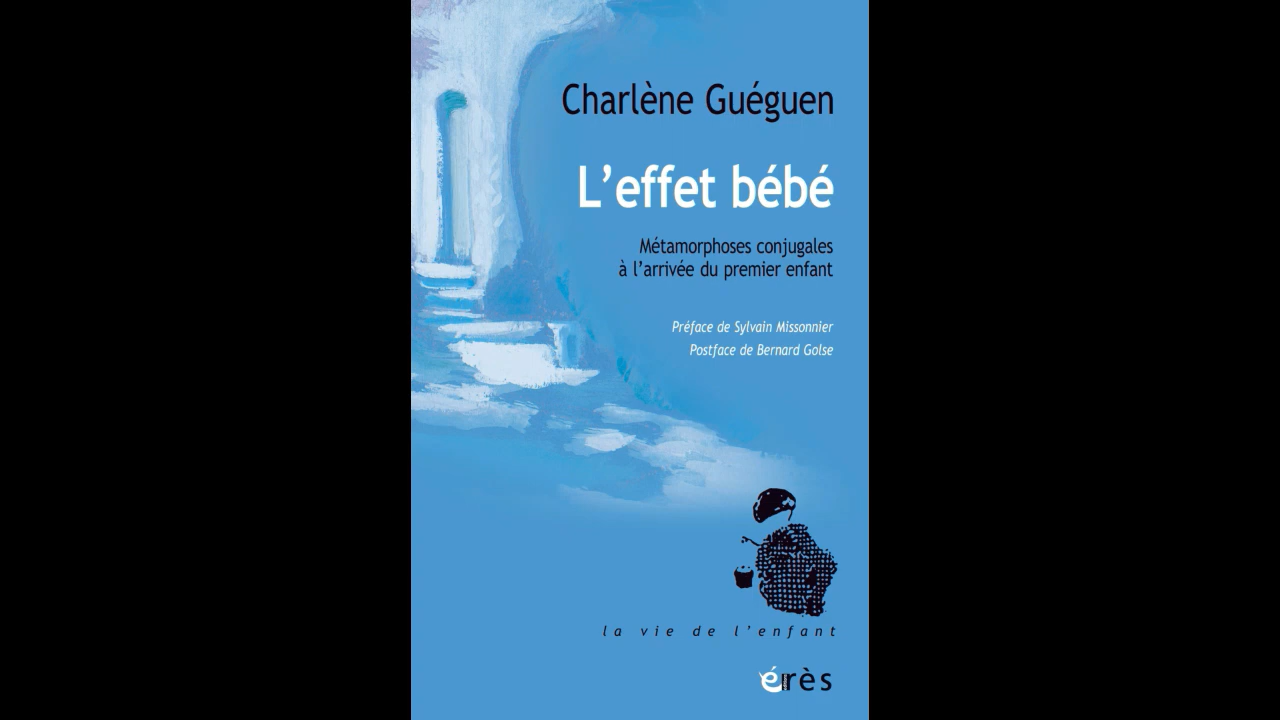 Charlène Guéguen
L’effet bébé
Métamorphoses conjugales
à l’arrivée du premier enfant
Préface de Sylvain Missonnier
Postface de Bernard Golse
la vie de l’enfant
érès